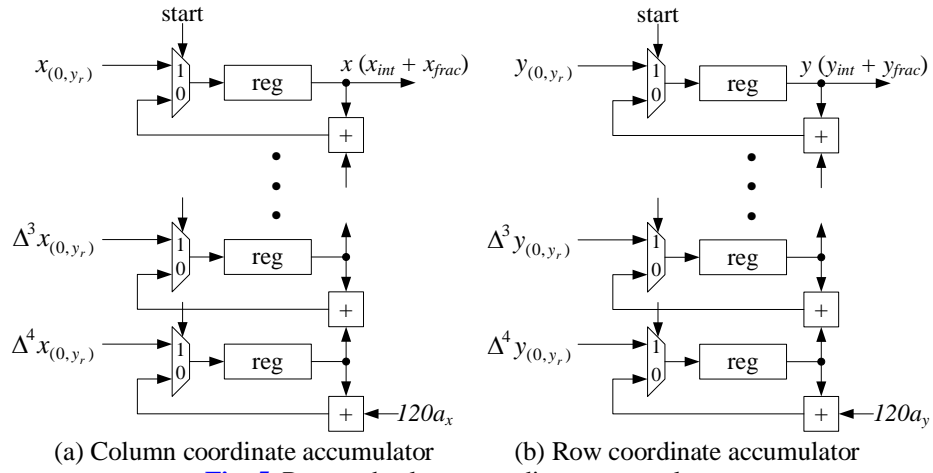 start
x(0, yr)
1
0
reg
x (xint + xfrac)
+
Δ³x(0, yr)
1
0
reg
+
Δ⁴x(0, yr)
1
0
reg
+
120ax
(a) Column coordinate accumulator
start
y(0, yr)
1
0
reg
y (yint + yfrac)
+
Δ³y(0, yr)
1
0
reg
+
Δ⁴y(0, yr)
1
0
reg
+
120ay
(b) Row coordinate accumulator